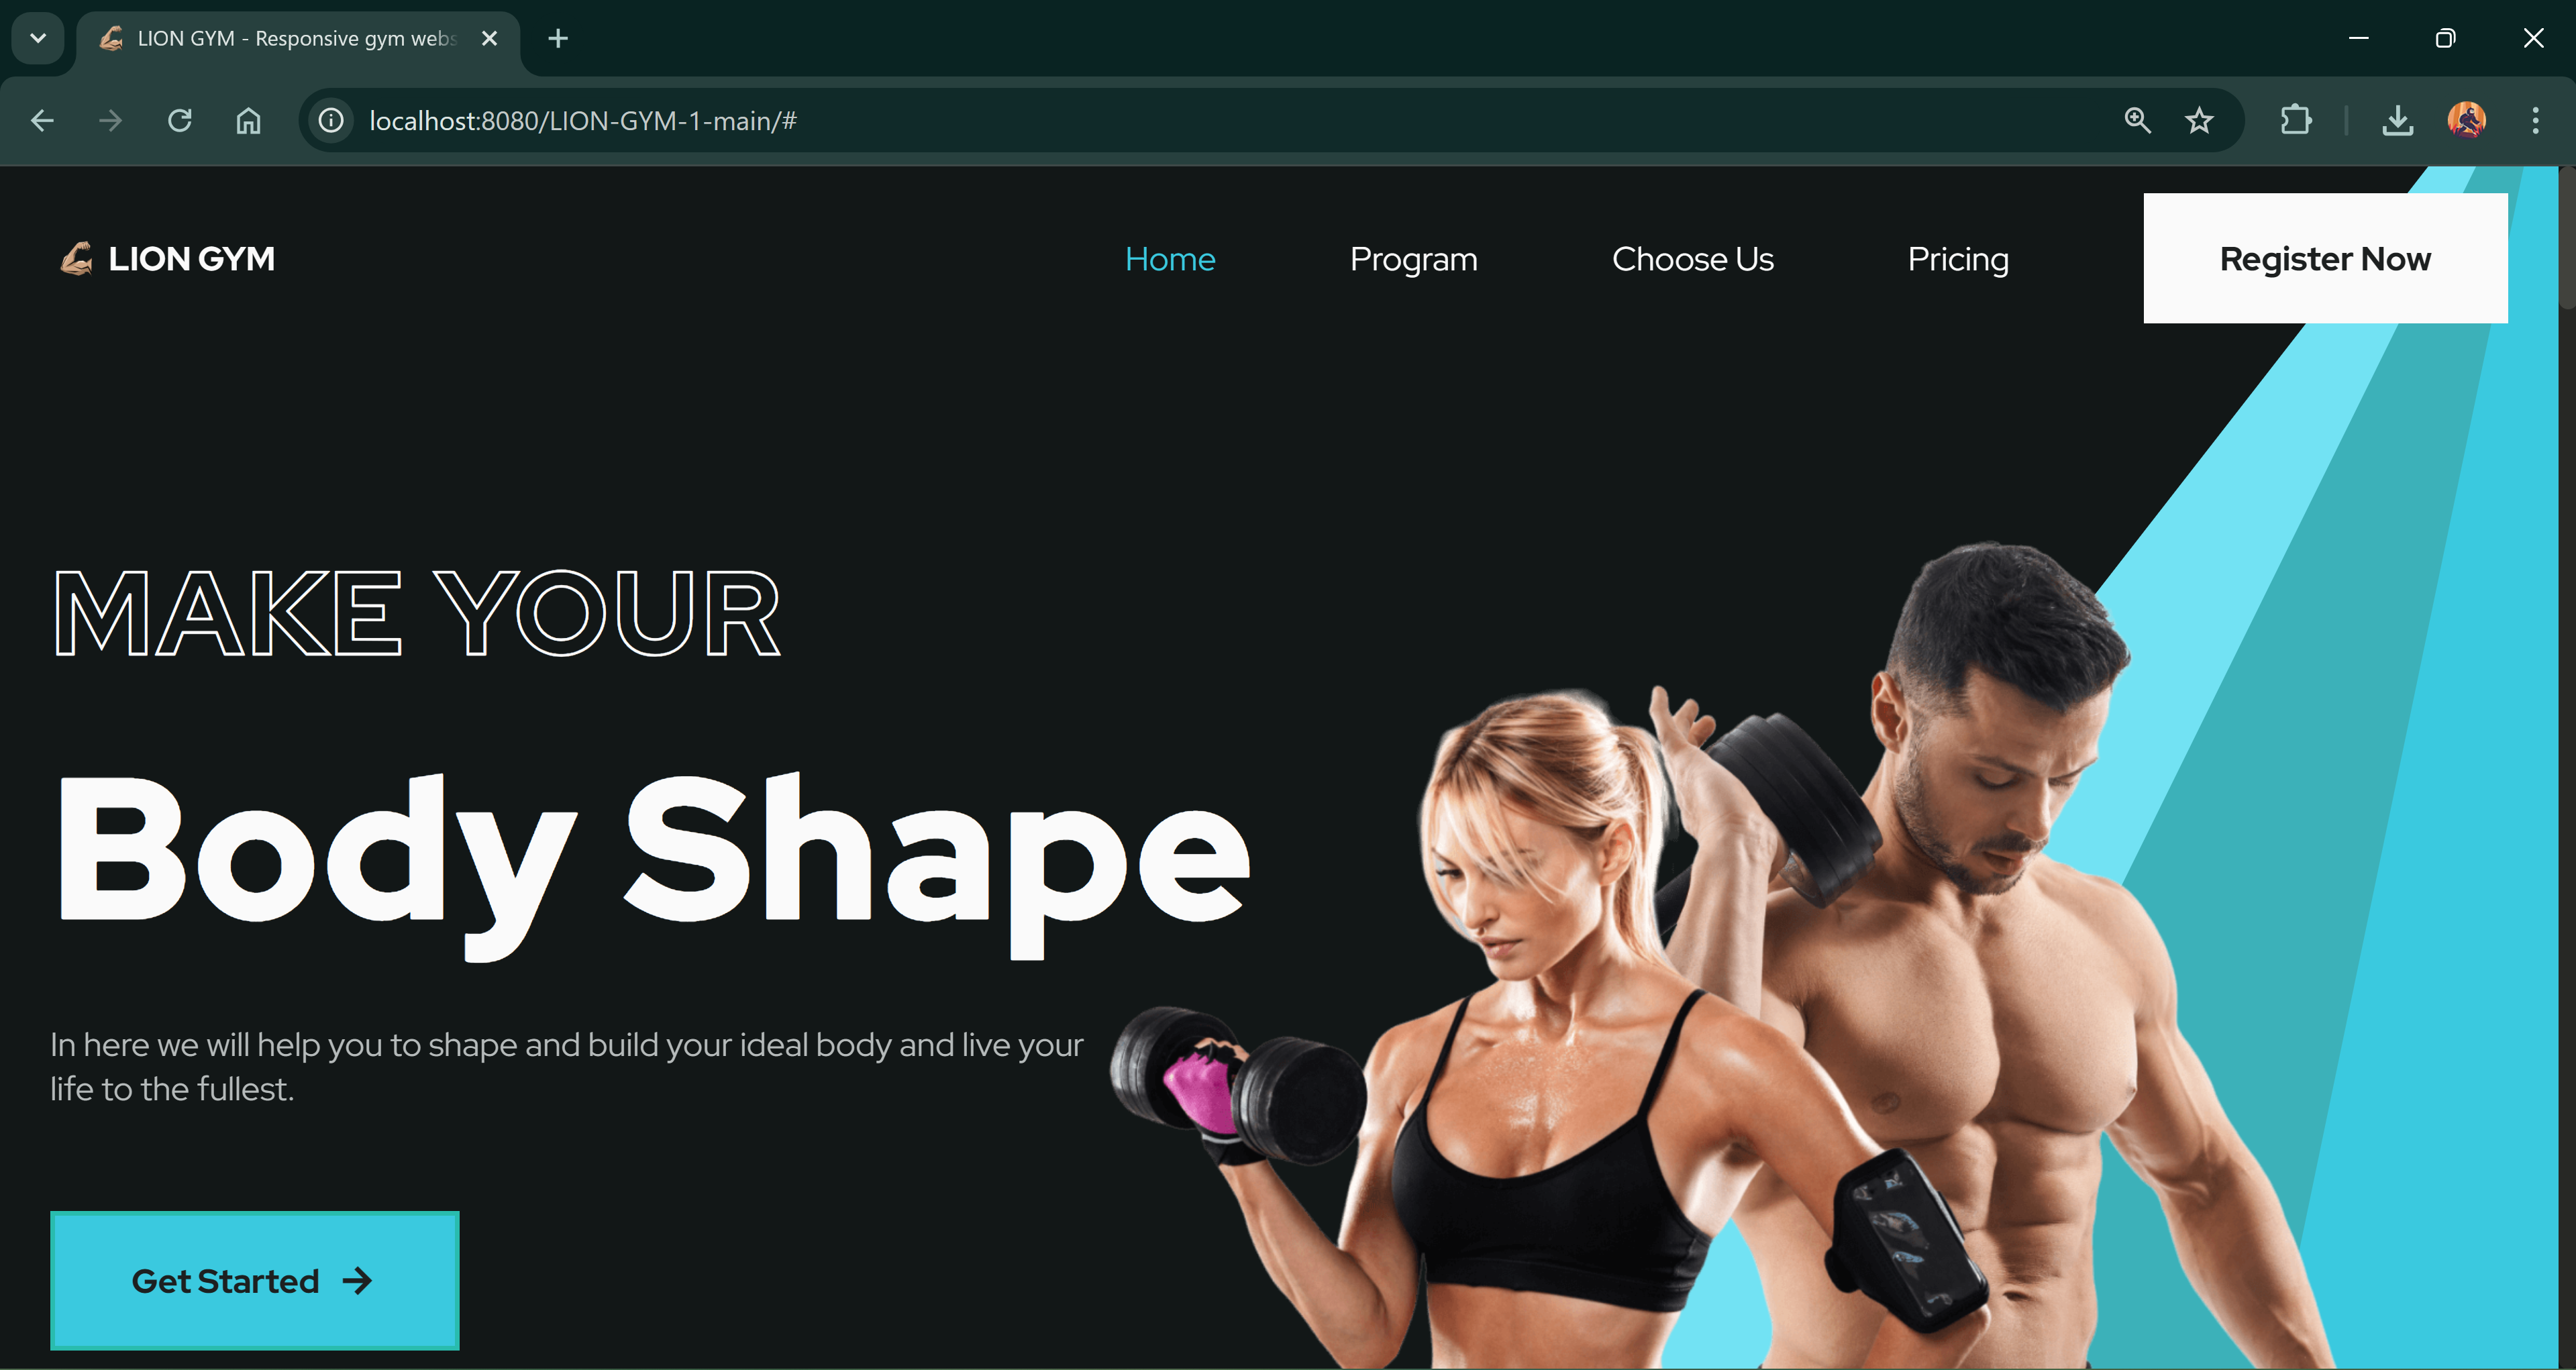 LION GYM - Responsive gym webs
localhost:8080/LION-GYM-1-main/#
LION GYM
Home
Program
Choose Us
Pricing
Register Now
MAKE YOUR
Body Shape
In here we will help you to shape and build your ideal body and live your
life to the fullest.
Get Started